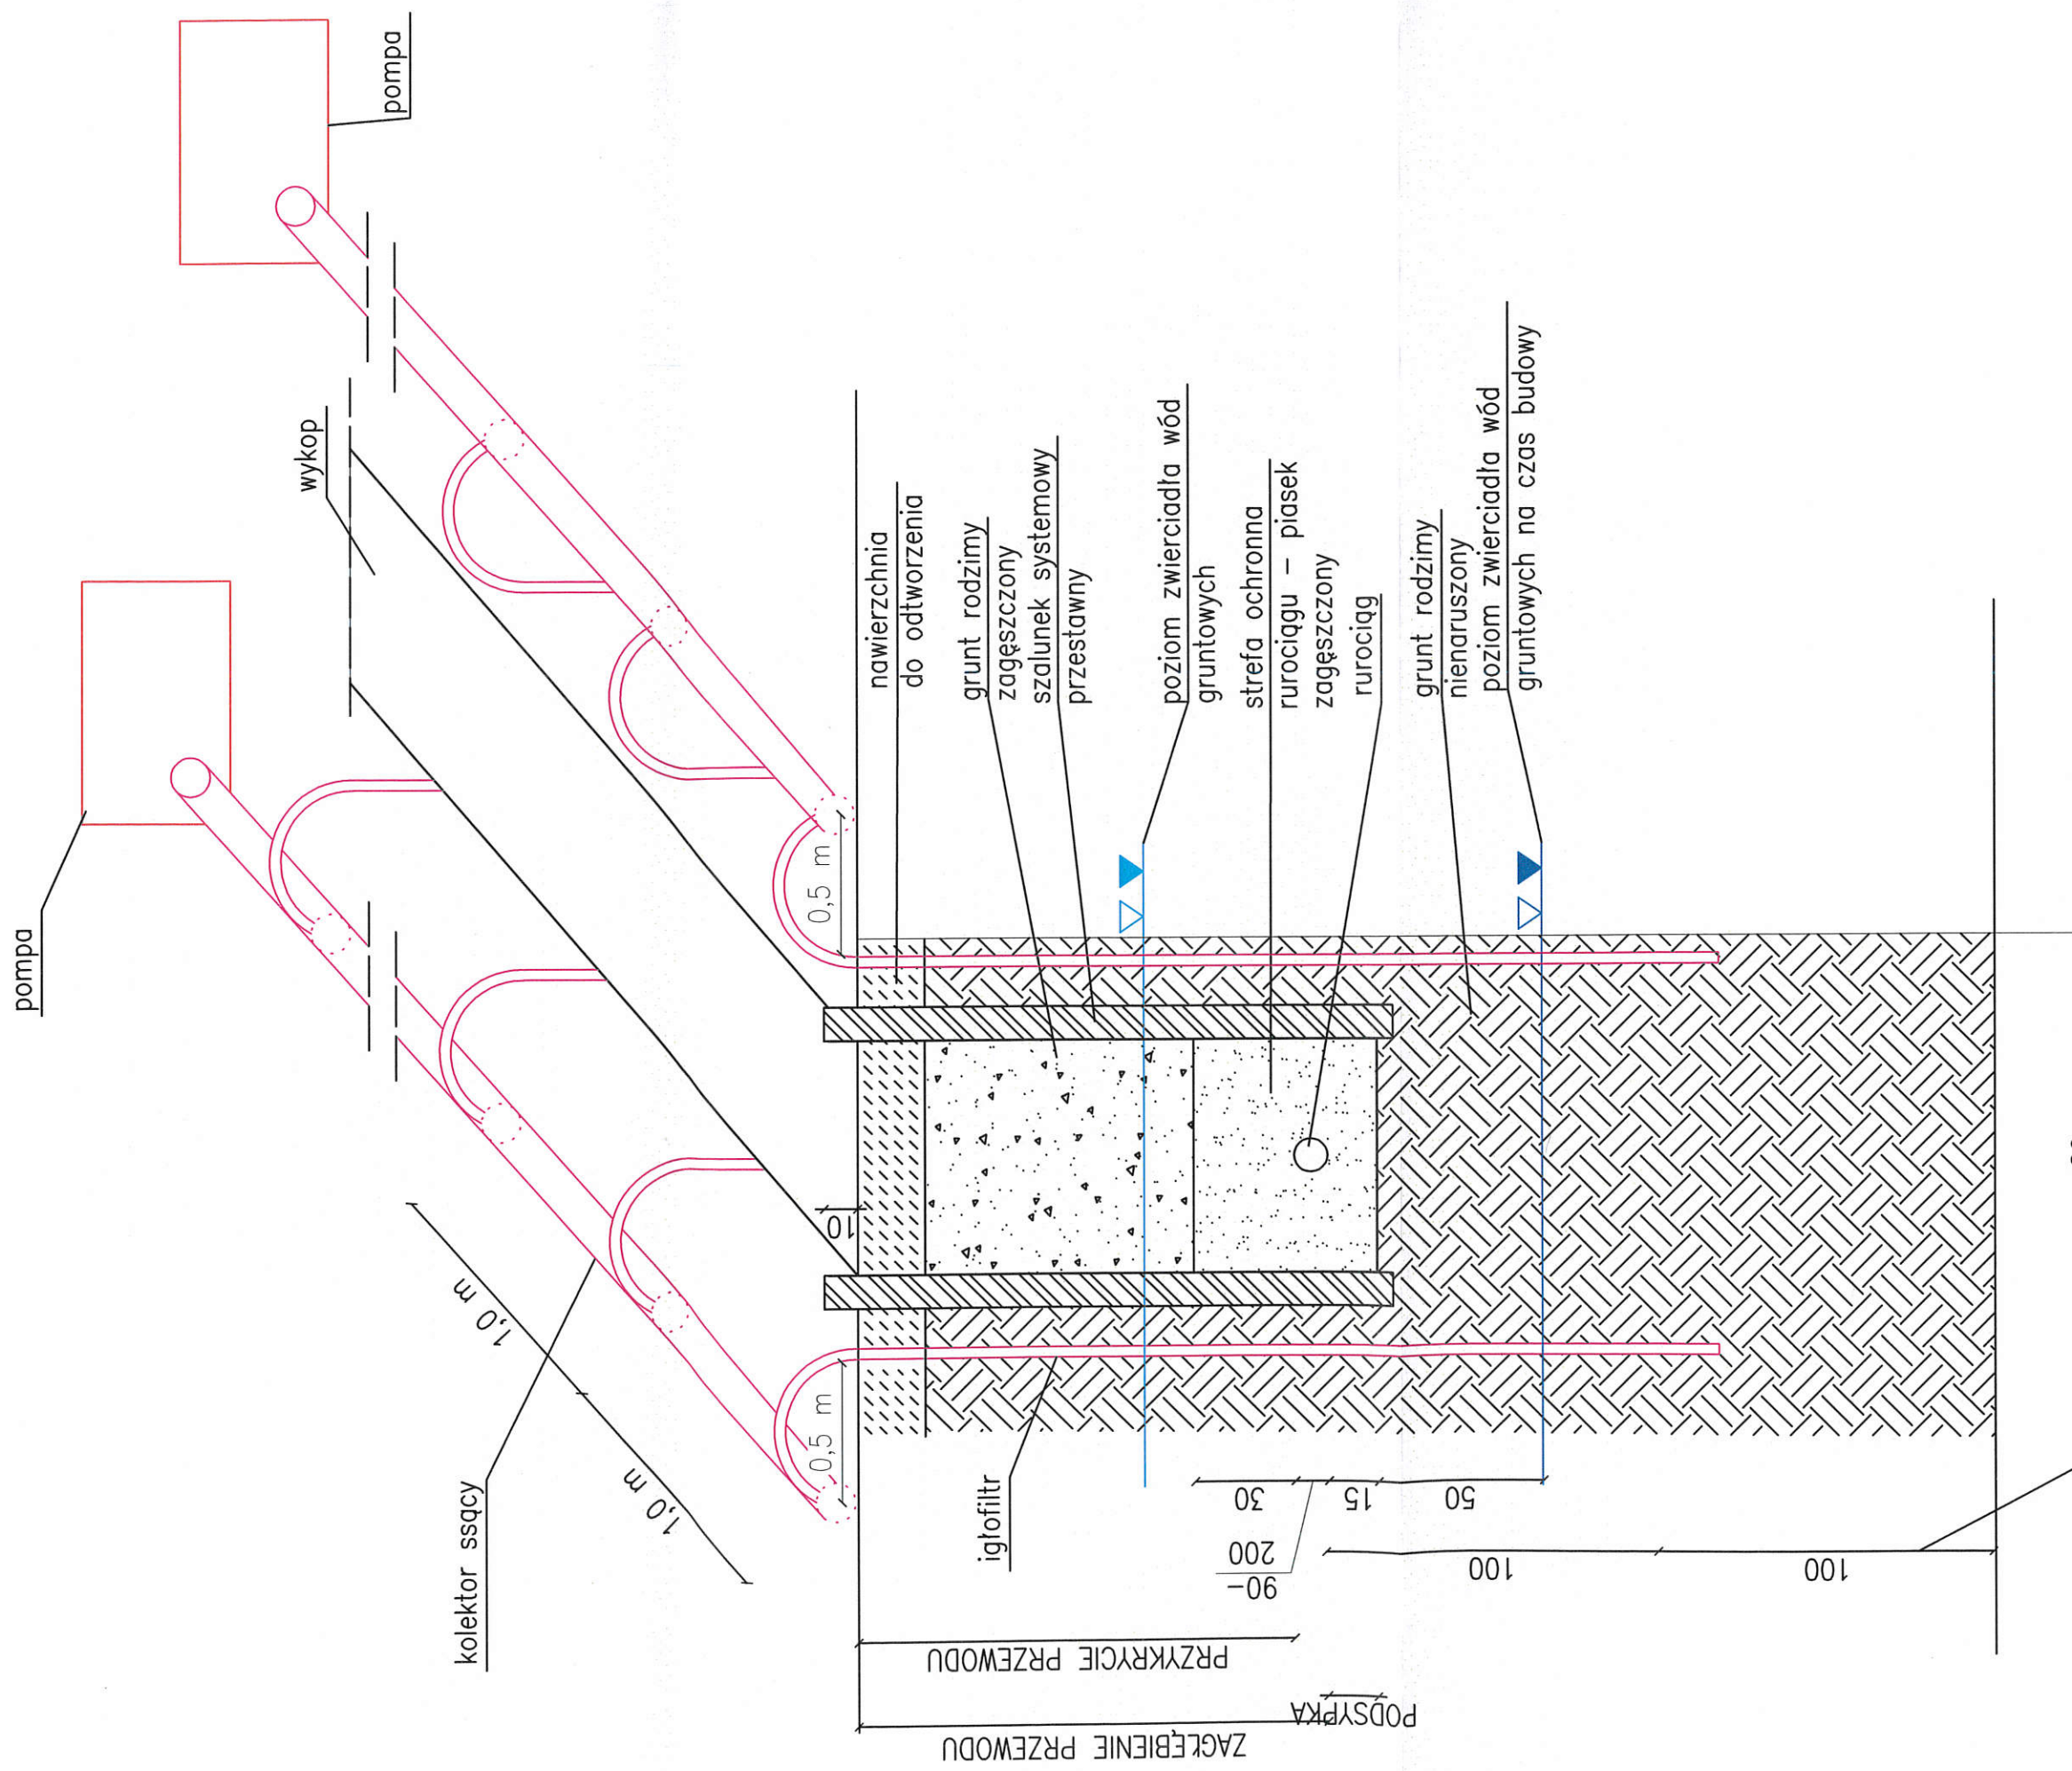 pompa
pompa
wykop
kolektor ssący
1,0 m
1,0 m
0,5 m
0,5 m
10
nawierzchnia
do odtworzenia
grunt rodzimy
zagęszczony
szalunek systemowy
przestawny
poziom zwierciadła wód
gruntowych
strefa ochronna
rurociągu – piasek
zagęszczony
rurociąg
grunt rodzimy
nienaruszony
poziom zwierciadła wód
gruntowych na czas budowy
igłofiltr
30
90–
200
15
50
100
100
PRZYKRYCIE PRZEWODU
PODSYPKA
ZAGŁĘBIENIE PRZEWODU